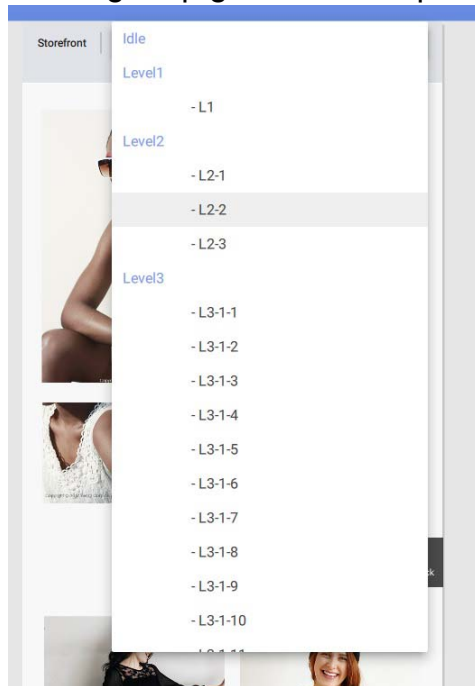 Storefront
Idle
Level1
- L1
Level2
- L2-1
- L2-2
- L2-3
Level3
- L3-1-1
- L3-1-2
- L3-1-3
- L3-1-4
- L3-1-5
- L3-1-6
- L3-1-7
- L3-1-8
- L3-1-9
- L3-1-10